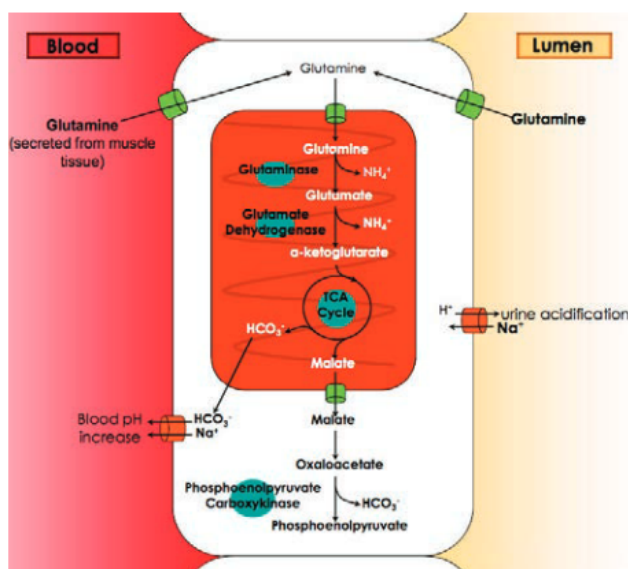 Blood
Lumen
Glutamine
Glutamine
(secreted from muscle
tissue)
Glutamine
Glutamine
Glutaminase
NH₄⁺
Glutamate
Glutamate
Dehydrogenase
NH₄⁺
α-ketoglutarate
TCA
Cycle
HCO₃⁻
H⁺
urine acidification
Na⁺
Malate
Blood pH
increase
HCO₃⁻
Na⁺
Malate
Oxaloacetate
Phosphoenolpyruvate
Carboxykinase
HCO₃⁻
Phosphoenolpyruvate